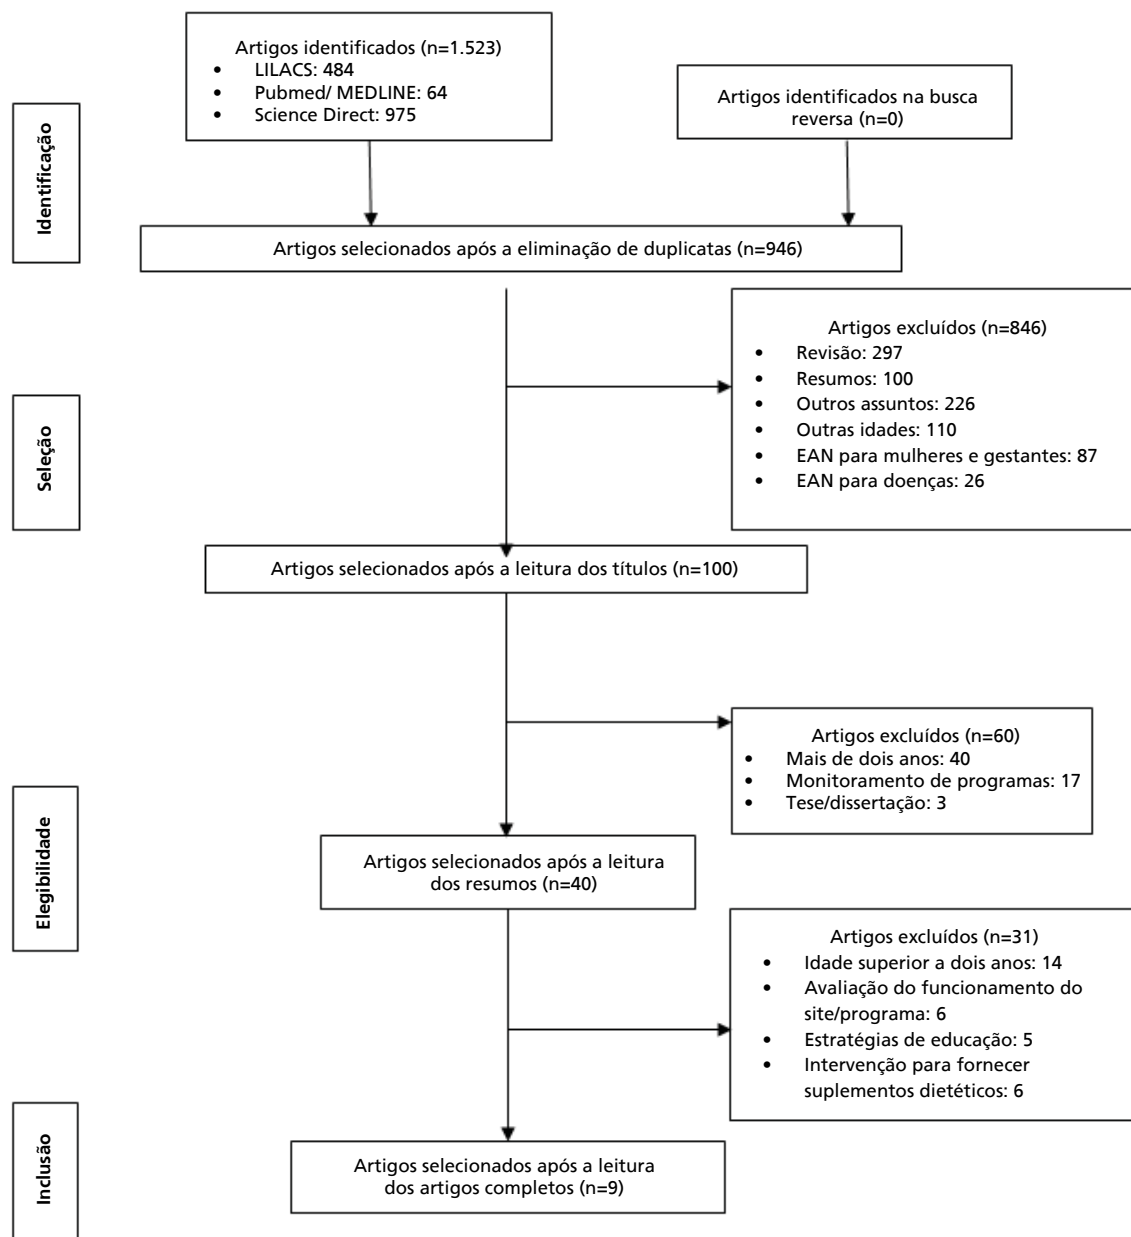 Identificação
Artigos identificados (n=1.523)
• LILACS: 484
• Pubmed/ MEDLINE: 64
• Science Direct: 975
Artigos identificados na busca
reversa (n=0)
Artigos selecionados após a eliminação de duplicatas (n=946)
Seleção
Artigos excluídos (n=846)
• Revisão: 297
• Resumos: 100
• Outros assuntos: 226
• Outras idades: 110
• EAN para mulheres e gestantes: 87
• EAN para doenças: 26
Artigos selecionados após a leitura dos títulos (n=100)
Elegibilidade
Artigos excluídos (n=60)
• Mais de dois anos: 40
• Monitoramento de programas: 17
• Tese/dissertação: 3
Artigos selecionados após a leitura
dos resumos (n=40)
Artigos excluídos (n=31)
• Idade superior a dois anos: 14
• Avaliação do funcionamento do
site/programa: 6
• Estratégias de educação: 5
• Intervenção para fornecer
suplementos dietéticos: 6
Inclusão
Artigos selecionados após a leitura
dos artigos completos (n=9)